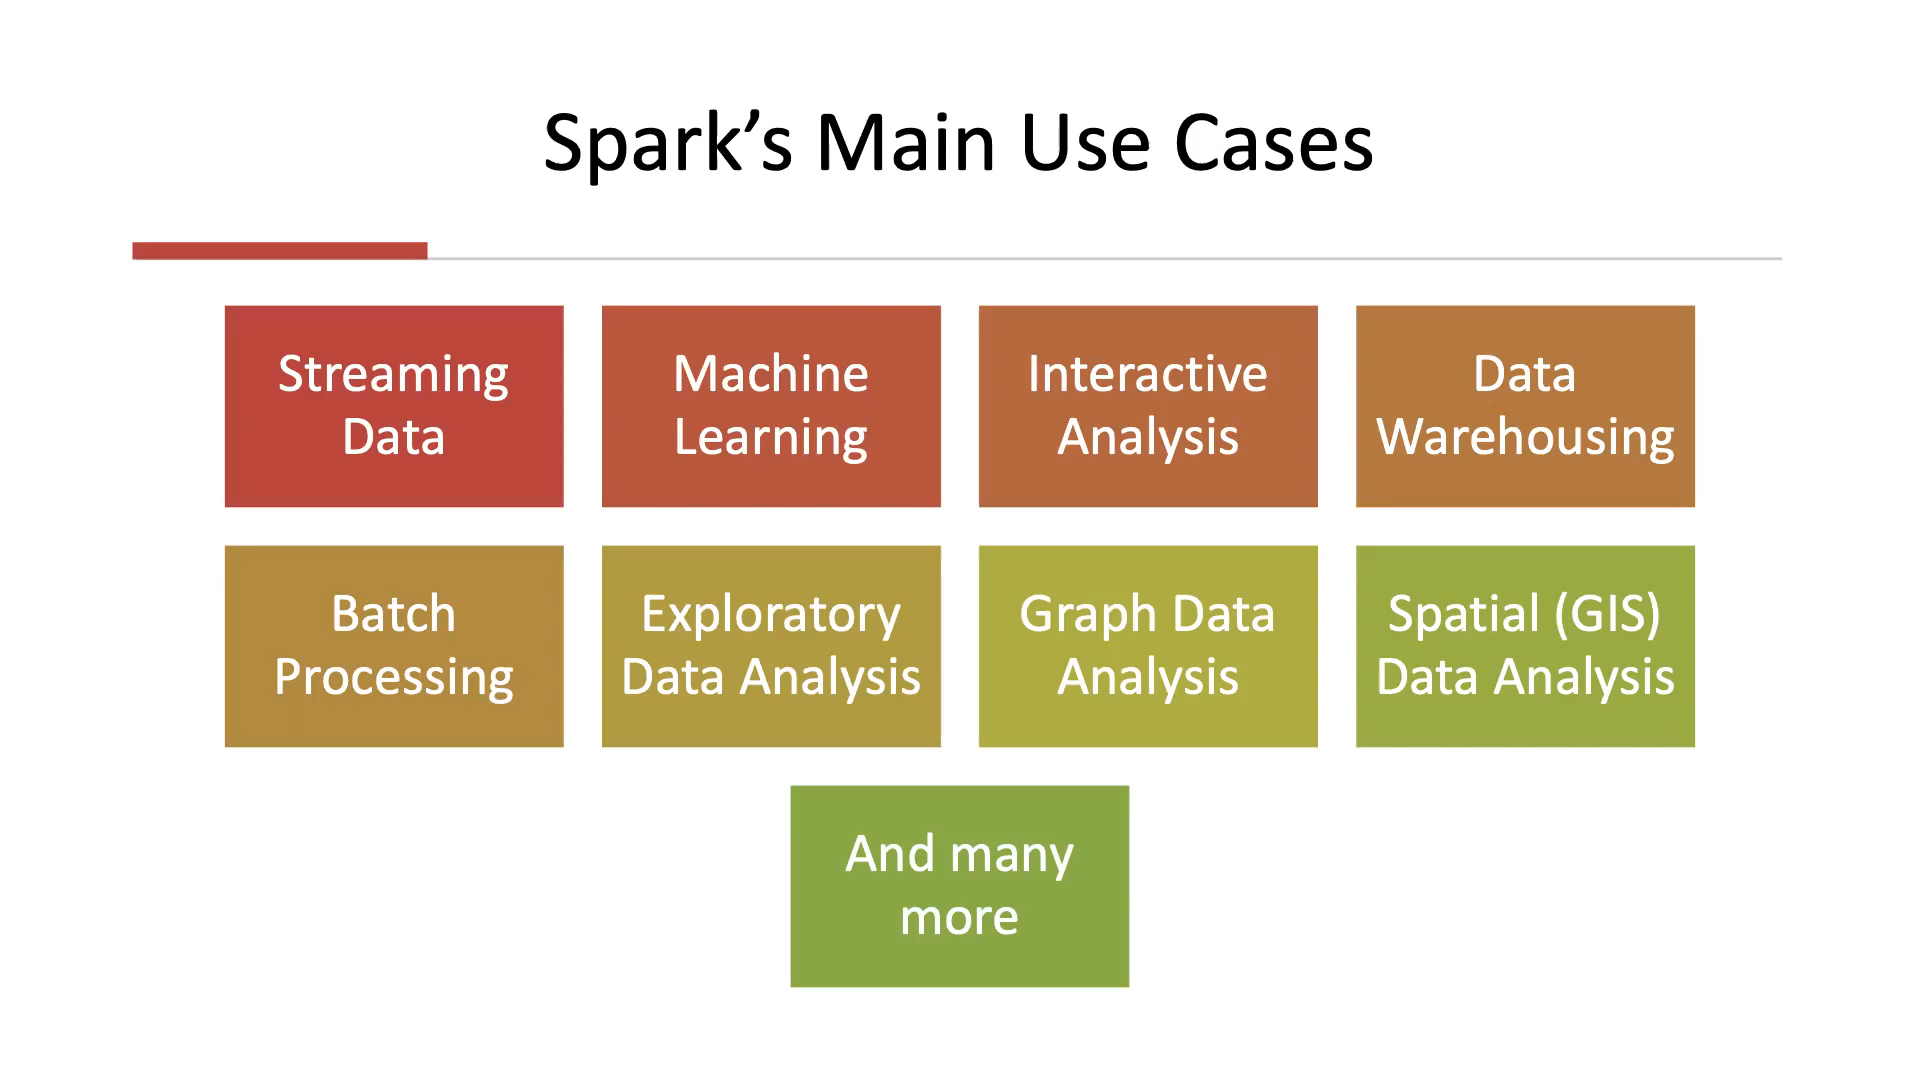 Spark’s Main Use Cases
Streaming
Data
Machine
Learning
Interactive
Analysis
Data
Warehousing
Batch
Processing
Exploratory
Data Analysis
Graph Data
Analysis
Spatial (GIS)
Data Analysis
And many
more